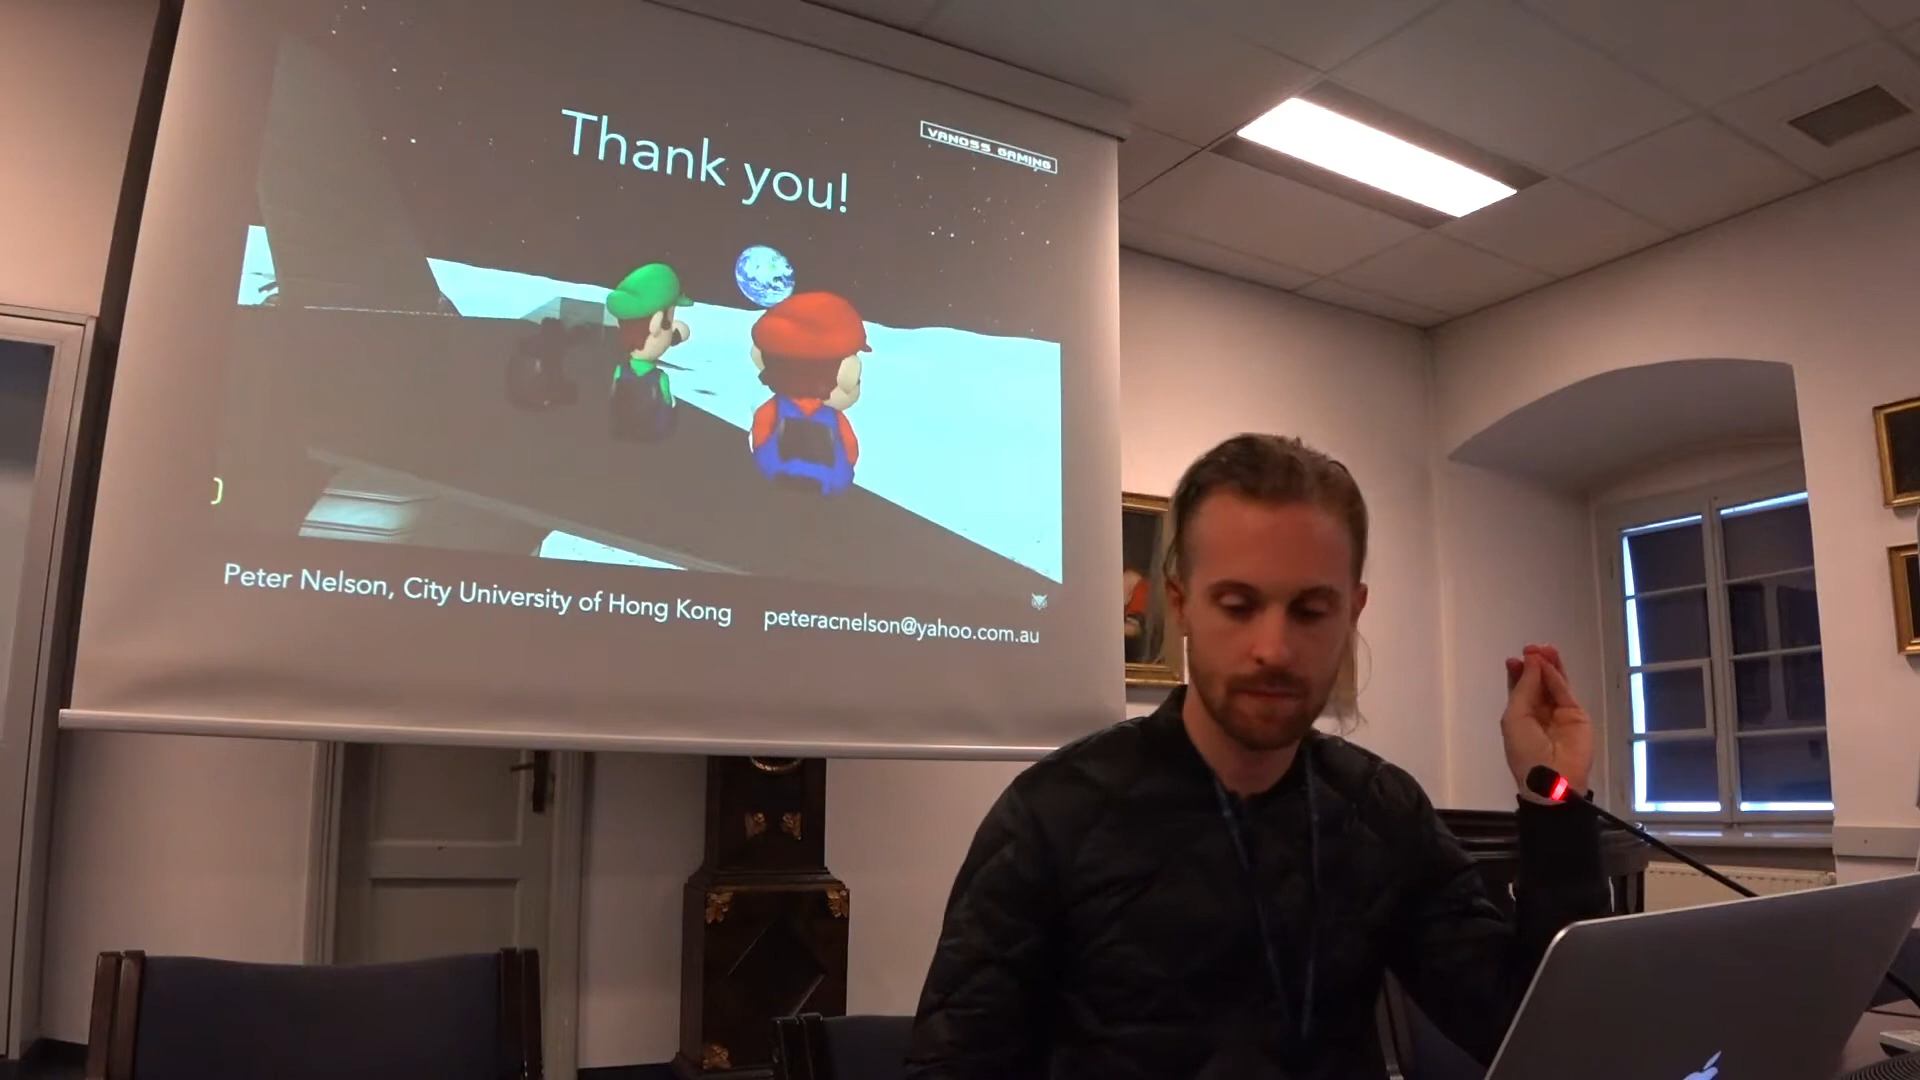 Thank you!
VANOSS GAMING
Peter Nelson, City University of Hong Kong peteracnelson@yahoo.com.au